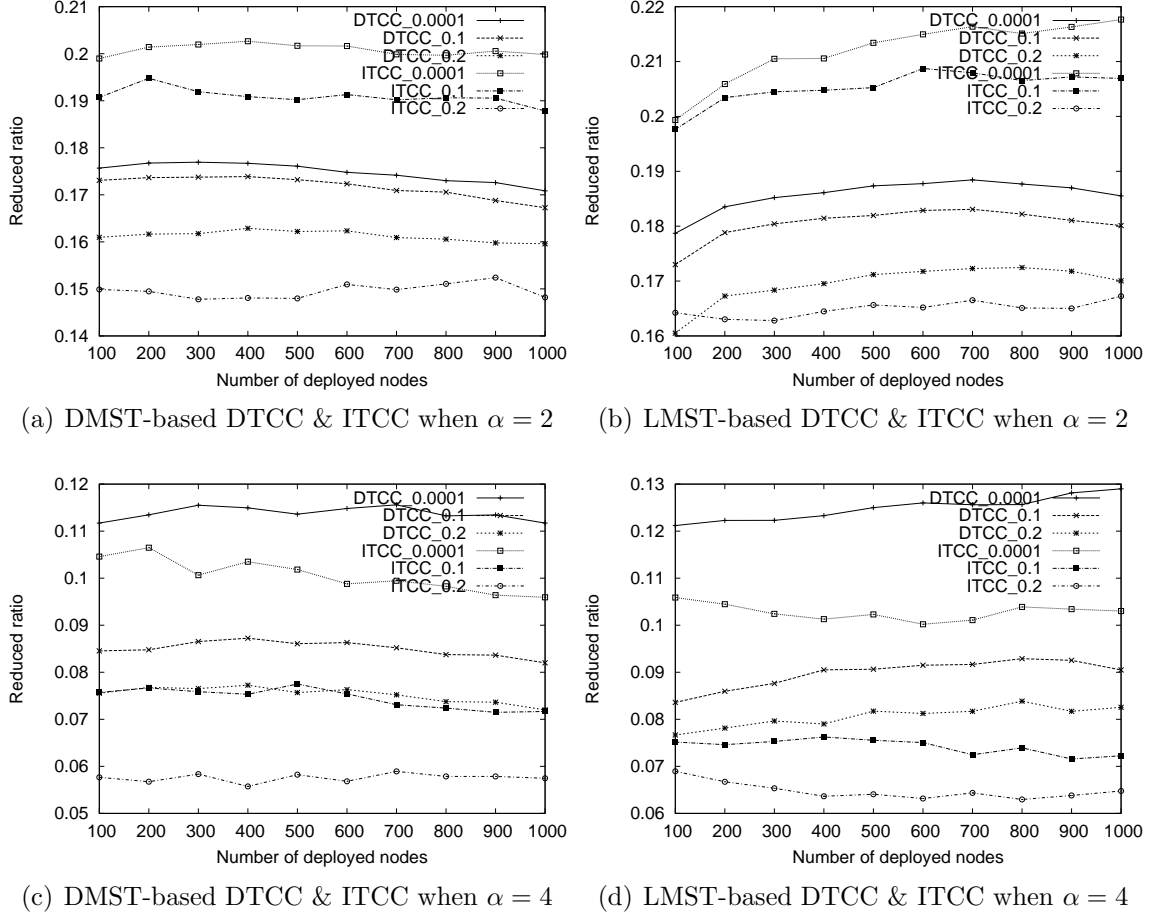 0.21
0.2
0.19
0.18
0.17
0.16
0.15
0.14
Reduced ratio
DTCC_0.0001
DTCC_0.1
DTCC_0.2
ITCC_0.0001
ITCC_0.1
ITCC_0.2
100 200 300 400 500 600 700 800 900 1000
Number of deployed nodes
(a) DMST-based DTCC & ITCC when α = 2
0.22
0.21
0.2
0.19
0.18
0.17
0.16
Reduced ratio
DTCC_0.0001
DTCC_0.1
DTCC_0.2
ITCC_0.0001
ITCC_0.1
ITCC_0.2
100 200 300 400 500 600 700 800 900 1000
Number of deployed nodes
(b) LMST-based DTCC & ITCC when α = 2
0.12
0.11
0.1
0.09
0.08
0.07
0.06
0.05
Reduced ratio
DTCC_0.0001
DTCC_0.1
DTCC_0.2
ITCC_0.0001
ITCC_0.1
ITCC_0.2
100 200 300 400 500 600 700 800 900 1000
Number of deployed nodes
(c) DMST-based DTCC & ITCC when α = 4
0.13
0.12
0.11
0.1
0.09
0.08
0.07
0.06
Reduced ratio
DTCC_0.0001
DTCC_0.1
DTCC_0.2
ITCC_0.0001
ITCC_0.1
ITCC_0.2
100 200 300 400 500 600 700 800 900 1000
Number of deployed nodes
(d) LMST-based DTCC & ITCC when α = 4